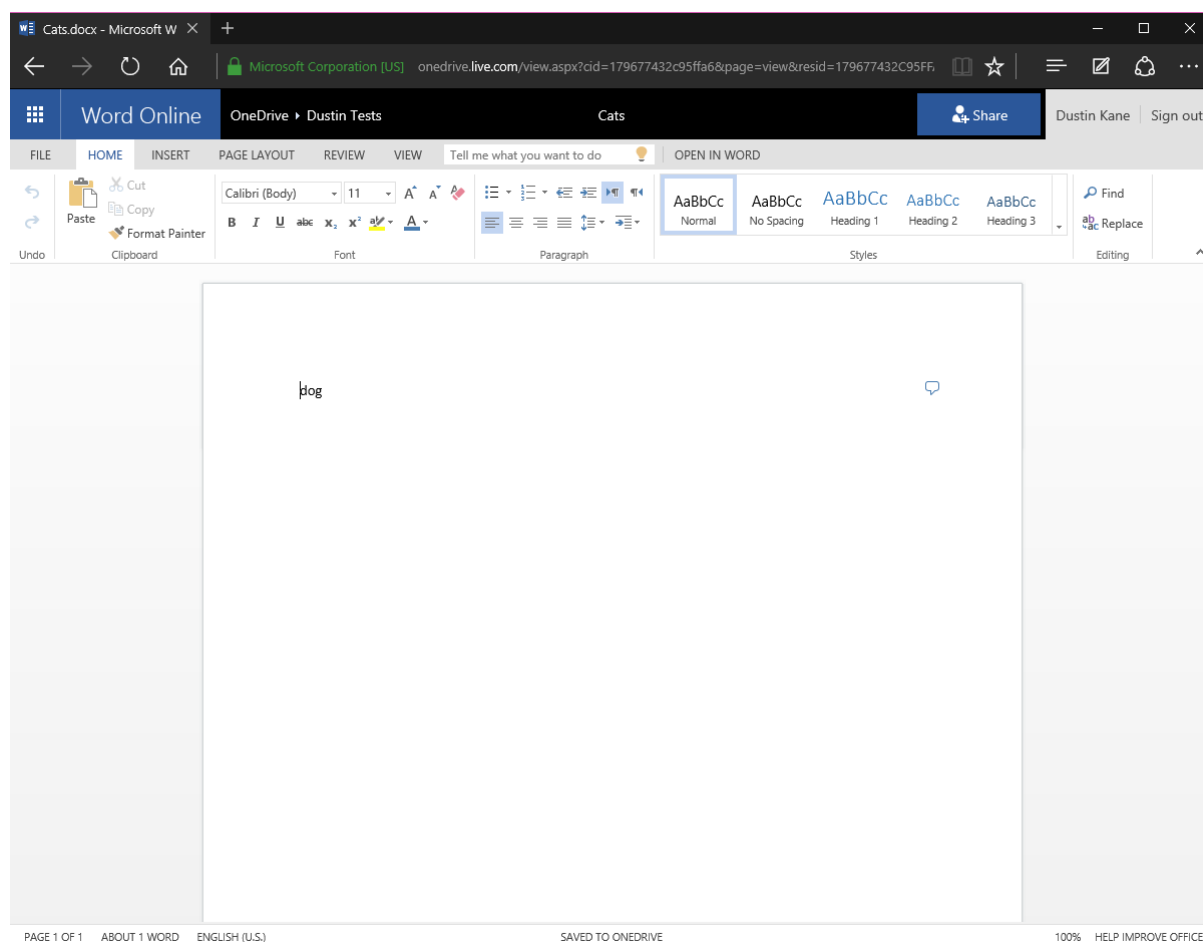 Cats.docx - Microsoft W
Microsoft Corporation [US] onedrive.live.com/view.aspx?cid=179677432c95ffa6&page=view&resid=179677432C95FF
Word Online OneDrive Dustin Tests Cats Share Dustin Kane Sign out
FILE HOME INSERT PAGE LAYOUT REVIEW VIEW Tell me what you want to do OPEN IN WORD
Paste
Cut
Copy
Format Painter
Calibri (Body) 11 A A
B I U abc x₂ x² ab A
AaBbCc AaBbCc AaBbCc AaBbCc AaBbCc
Normal No Spacing Heading 1 Heading 2 Heading 3
Find
Replace
Undo Clipboard Font Paragraph Styles Editing
dog
PAGE 1 OF 1 ABOUT 1 WORD ENGLISH (U.S.) SAVED TO ONEDRIVE 100% HELP IMPROVE OFFICE